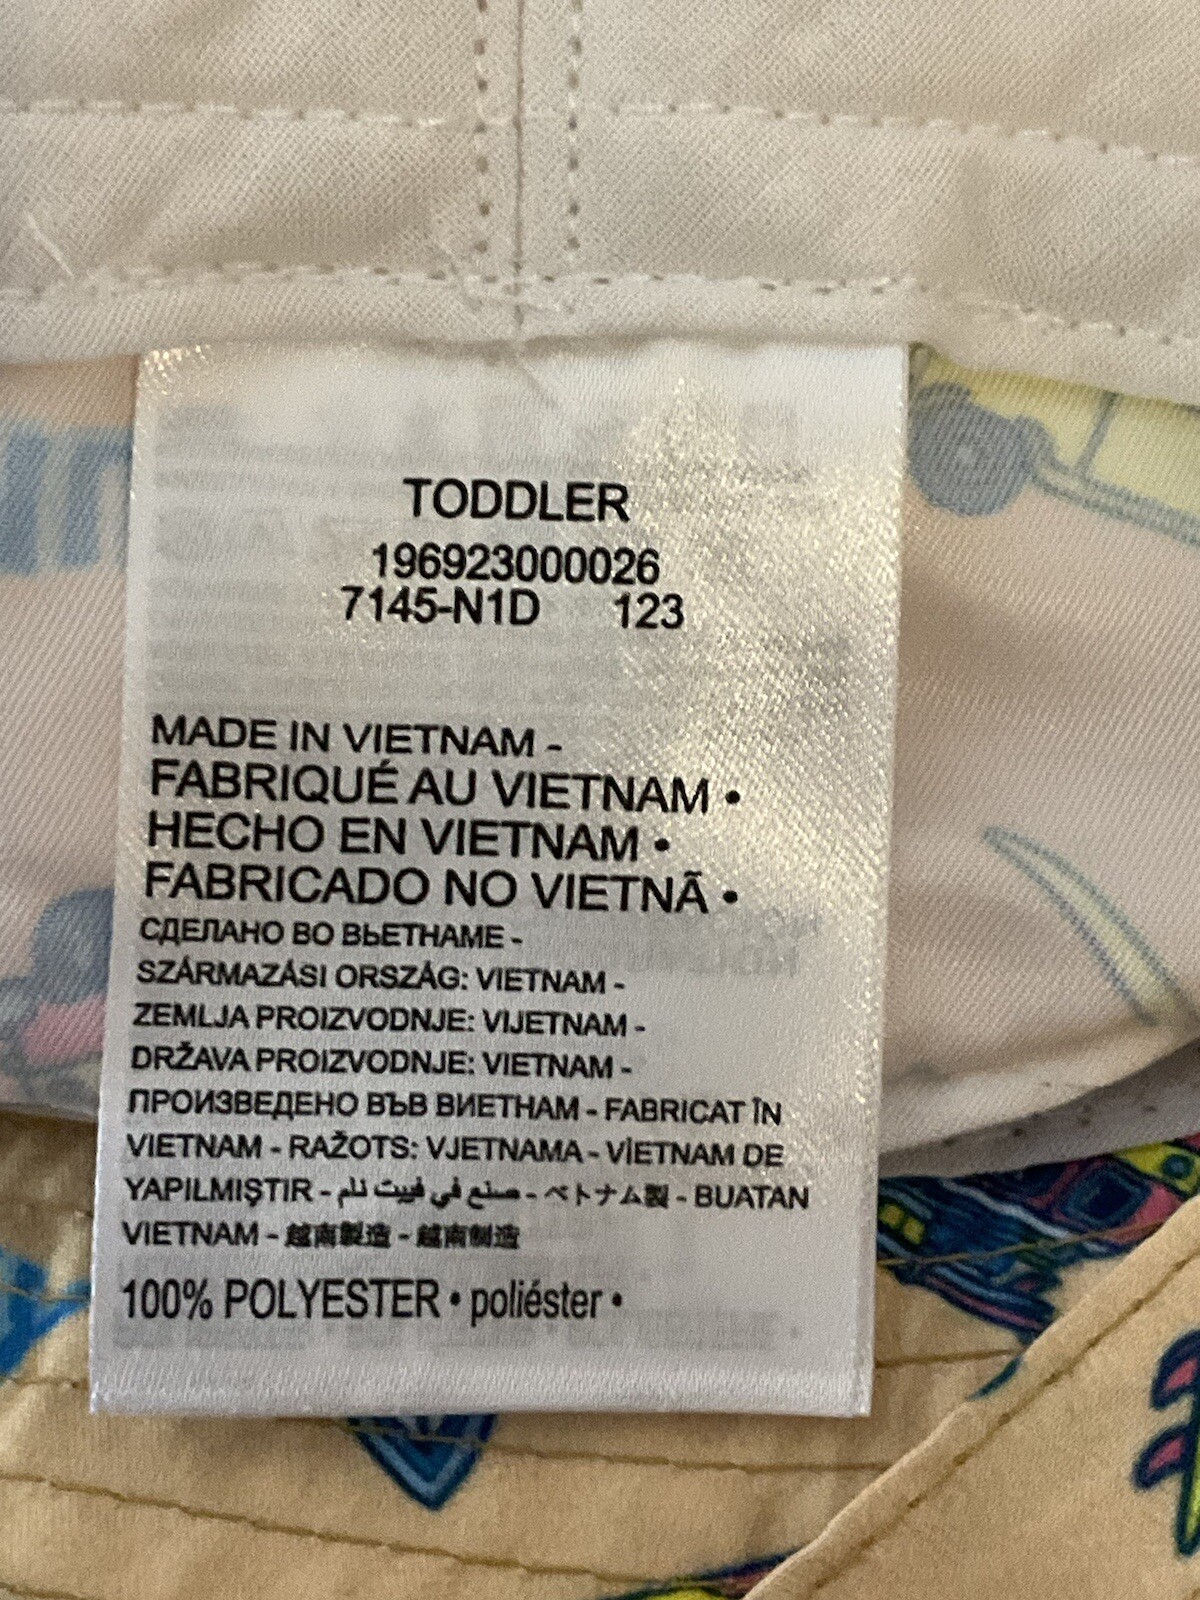 TODDLER
196923000026
7145-N1D 123
MADE IN VIETNAM -
FABRIQUÉ AU VIETNAM •
HECHO EN VIETNAM •
FABRICADO NO VIETNÃ •
СДЕЛАНО ВО ВЬЕТНАМЕ -
SZÁRMAZÁSI ORSZÁG: VIETNAM -
ZEMLJA PROIZVODNJE: VIJETNAM -
DRŽAVA PROIZVODNJE: VIETNAM -
ПРОИЗВЕДЕНО ВЪВ ВИЕТНАМ - FABRICAT ÎN
VIETNAM - RAŽOTS: VJETNAMA - VİETNAM DE
YAPILMIŞTIR - صنع في فييت نام - ベトナム製 - BUATAN
VIETNAM - 越南製造 - 越南制造
100% POLYESTER • poliéster •